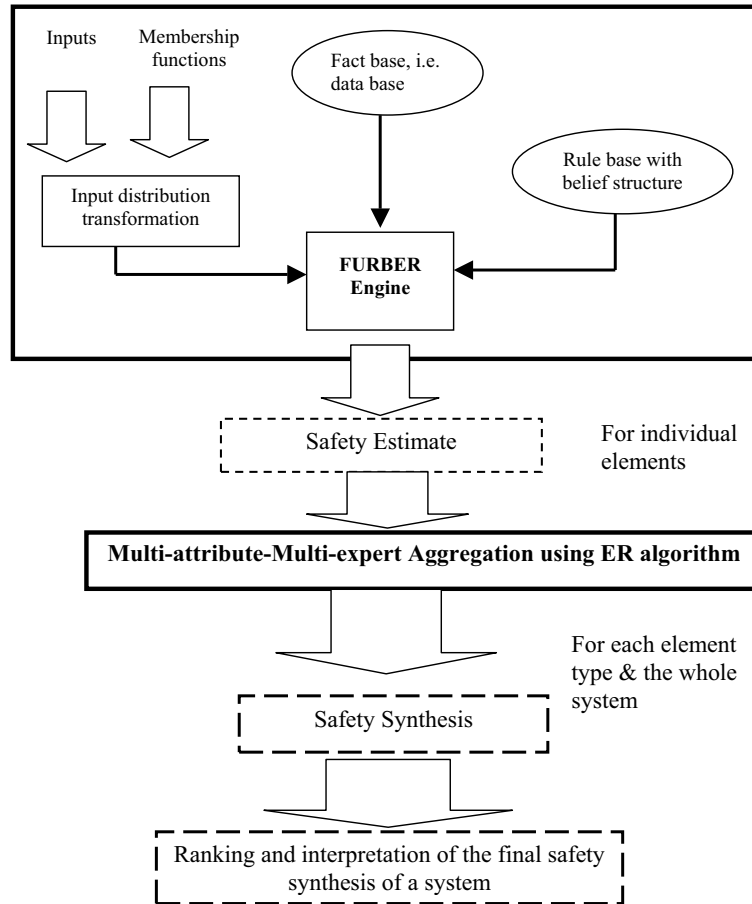 Inputs
Membership
functions
Fact base, i.e.
data base
Rule base with
belief structure
Input distribution
transformation
FURBER
Engine
Safety Estimate
For individual
elements
Multi-attribute-Multi-expert Aggregation using ER algorithm
For each element
type & the whole
system
Safety Synthesis
Ranking and interpretation of the final safety
synthesis of a system